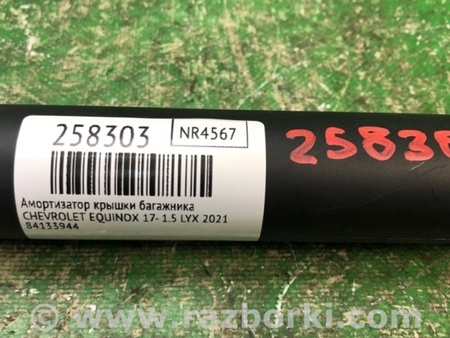 258303
NR4567
25830
Амортизатор крышки багажника
CHEVROLET EQUINOX 17- 1.5 LYX 2021
84133944
© www.razborki.com